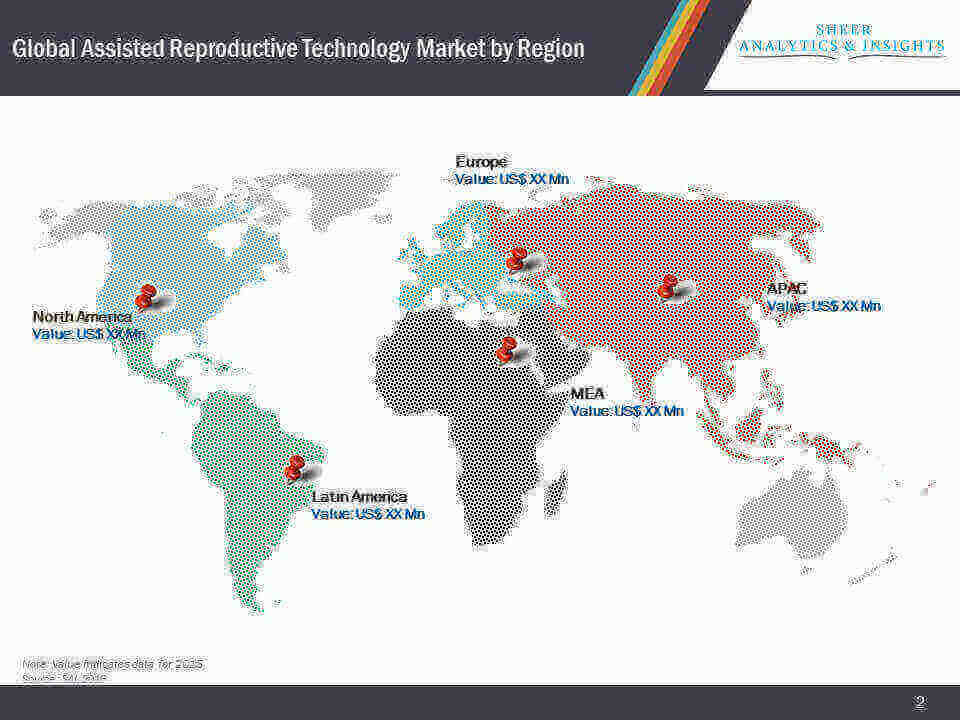 Global Assisted Reproductive Technology Market by Region
SHEER
ANALYTICS & INSIGHTS
Europe
Value: US$ XX Mn
APAC
Value: US$ XX Mn
North America
Value: US$ XX Mn
MEA
Value: US$ XX Mn
Latin America
Value: US$ XX Mn
Note: Value indicates data for 2025
Source: SAI
2